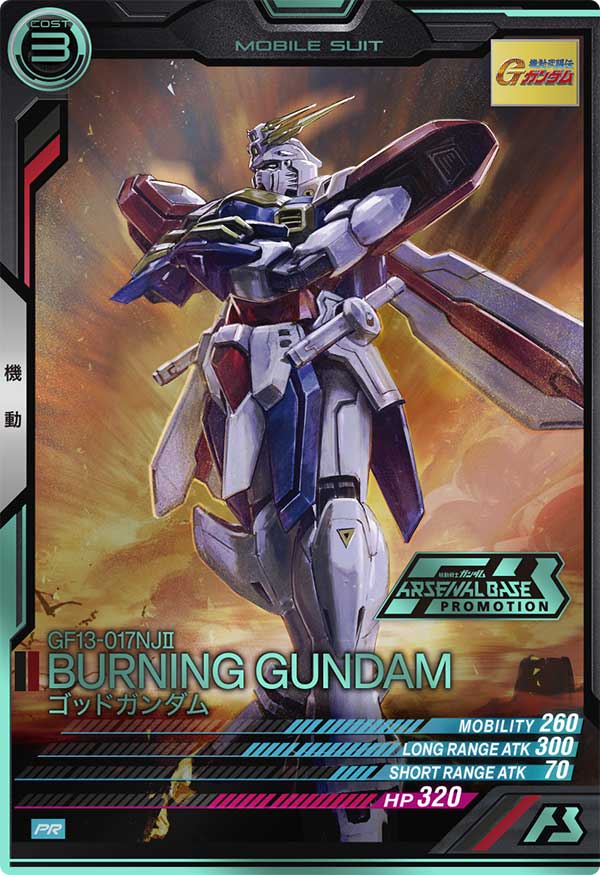 COST
3
MOBILE SUIT
機動武闘伝
Gガンダム
機動
機動戦士ガンダム
ARSENAL BASE
PROMOTION
GF13-017NJⅡ
BURNING GUNDAM
ゴッドガンダム
MOBILITY 260
LONG RANGE ATK 300
SHORT RANGE ATK 70
HP 320
PR
AB